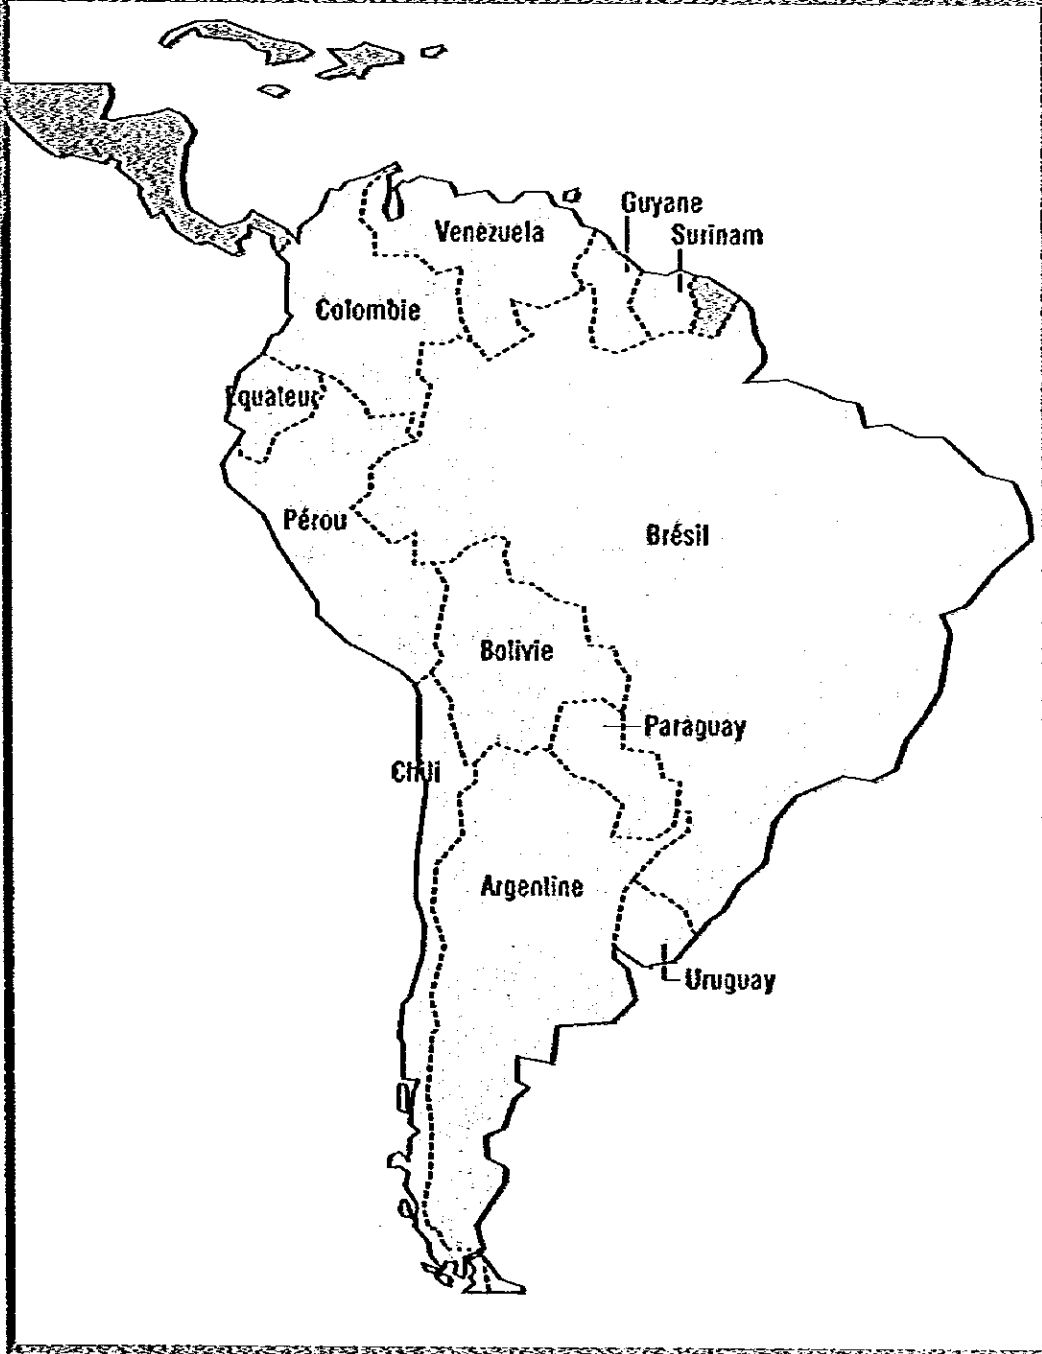 Guyane
Surinam
Venezuela
Colombie
Equateur
Pérou
Brésil
Bolivie
Paraguay
Chili
Argentine
Uruguay